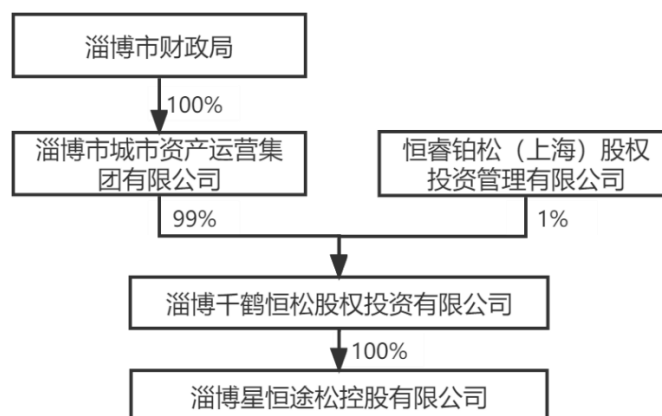 淄博市财政局
100%
淄博市城市资产运营集
团有限公司
恒睿铂松（上海）股权
投资管理有限公司
99%
1%
淄博千鹤恒松股权投资有限公司
100%
淄博星恒途松控股有限公司